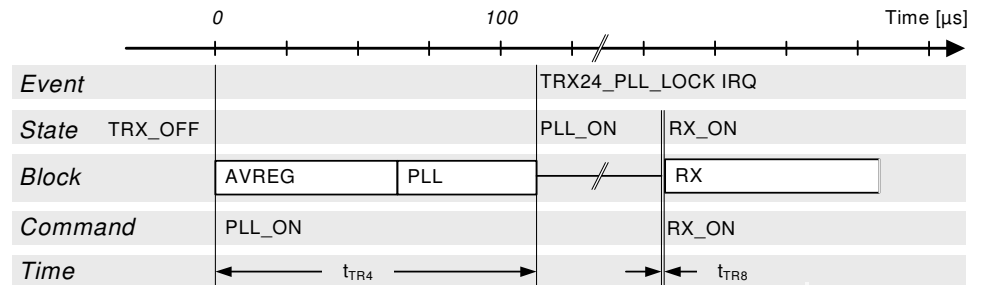 0 100 Time [µs]
Event TRX24_PLL_LOCK IRQ
State TRX_OFF PLL_ON RX_ON
Block AVREG PLL RX
Command PLL_ON RX_ON
Time tTR4 tTR8